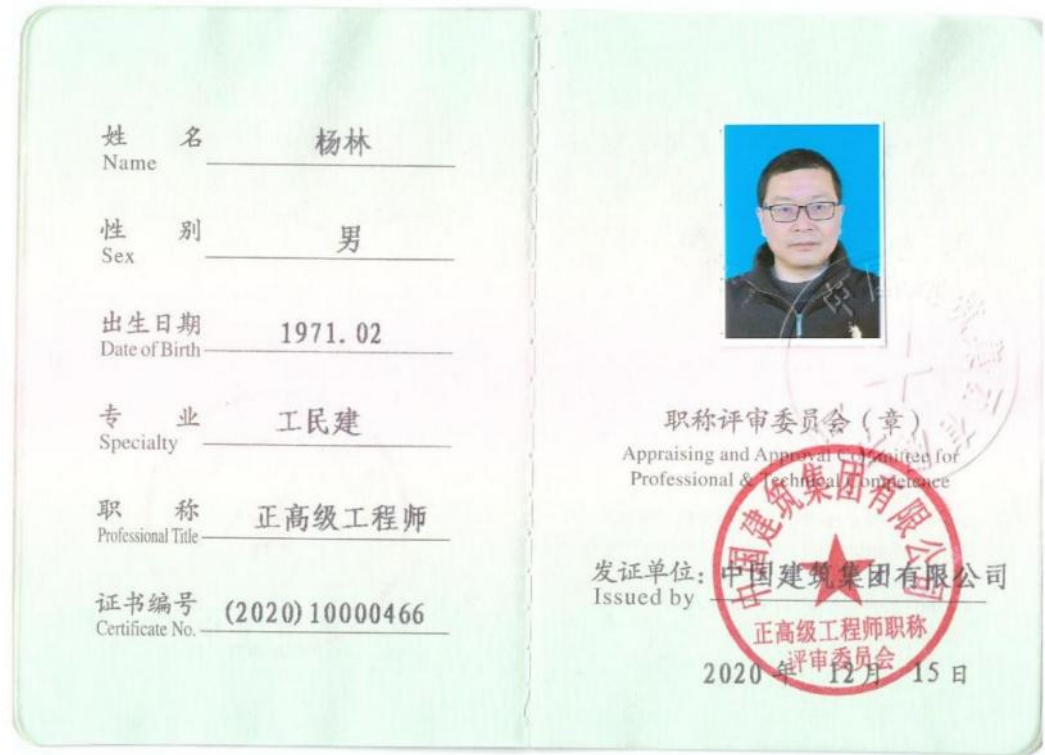 姓 名 杨林
Name
性 别 男
Sex
出生日期 1971.02
Date of Birth
专 业 工民建
Specialty
职 称 正高级工程师
Professional Title
证书编号 (2020)10000466
Certificate No.
职称评审委员会（章）
Appraising and Approval Committee for
Professional & Technical Competence
发证单位：中国建筑集团有限公司
Issued by
2020 年 12 月 15 日
中国建筑集团有限公司
正高级工程师职称
评审委员会